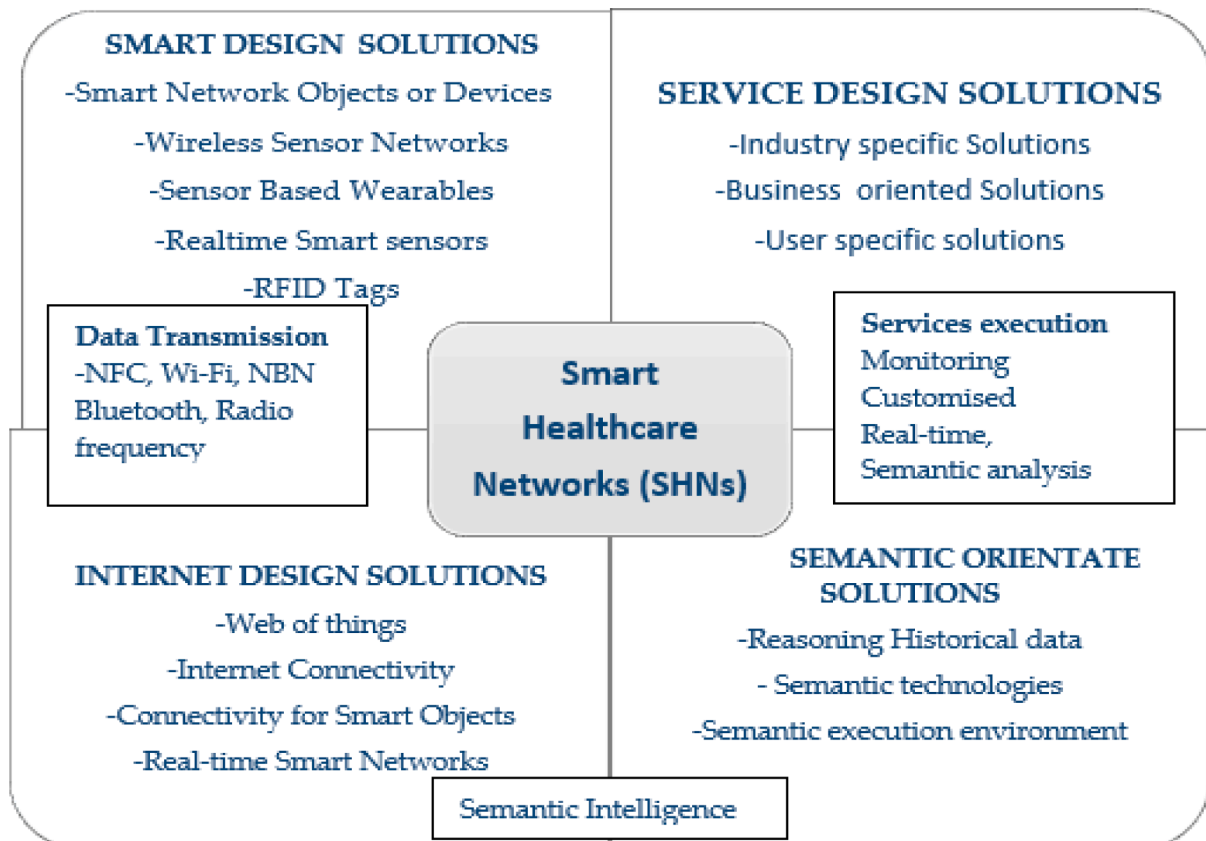 SMART DESIGN SOLUTIONS
-Smart Network Objects or Devices
-Wireless Sensor Networks
-Sensor Based Wearables
-Realtime Smart sensors
-RFID Tags
SERVICE DESIGN SOLUTIONS
-Industry specific Solutions
-Business oriented Solutions
-User specific solutions
Data Transmission
-NFC, Wi-Fi, NBN
Bluetooth, Radio
frequency
Smart
Healthcare
Networks (SHNs)
Services execution
Monitoring
Customised
Real-time,
Semantic analysis
INTERNET DESIGN SOLUTIONS
-Web of things
-Internet Connectivity
-Connectivity for Smart Objects
-Real-time Smart Networks
SEMANTIC ORIENTATE
SOLUTIONS
-Reasoning Historical data
- Semantic technologies
-Semantic execution environment
Semantic Intelligence